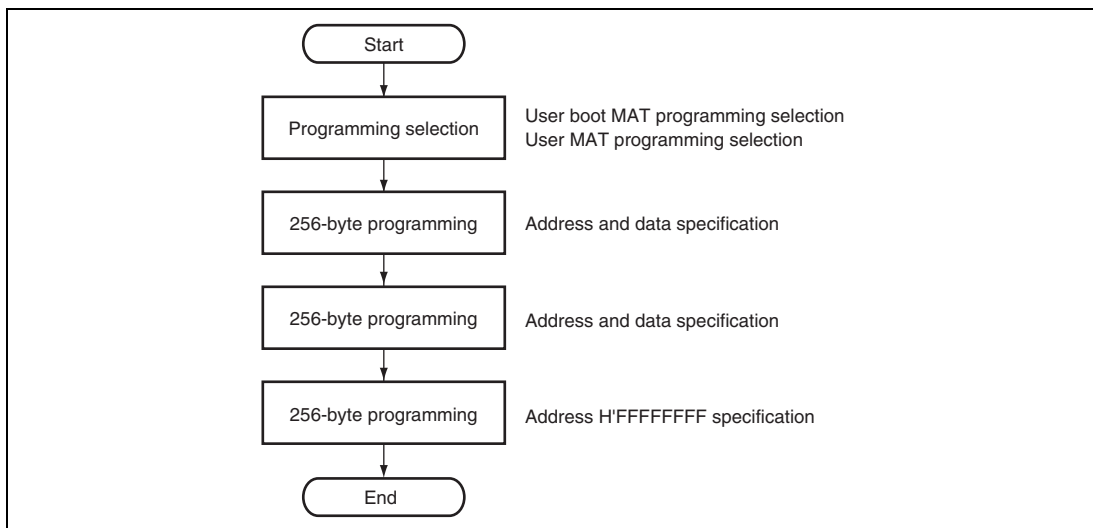 Start
Programming selection
User boot MAT programming selection
User MAT programming selection
256-byte programming
Address and data specification
256-byte programming
Address and data specification
256-byte programming
Address H'FFFFFFFF specification
End